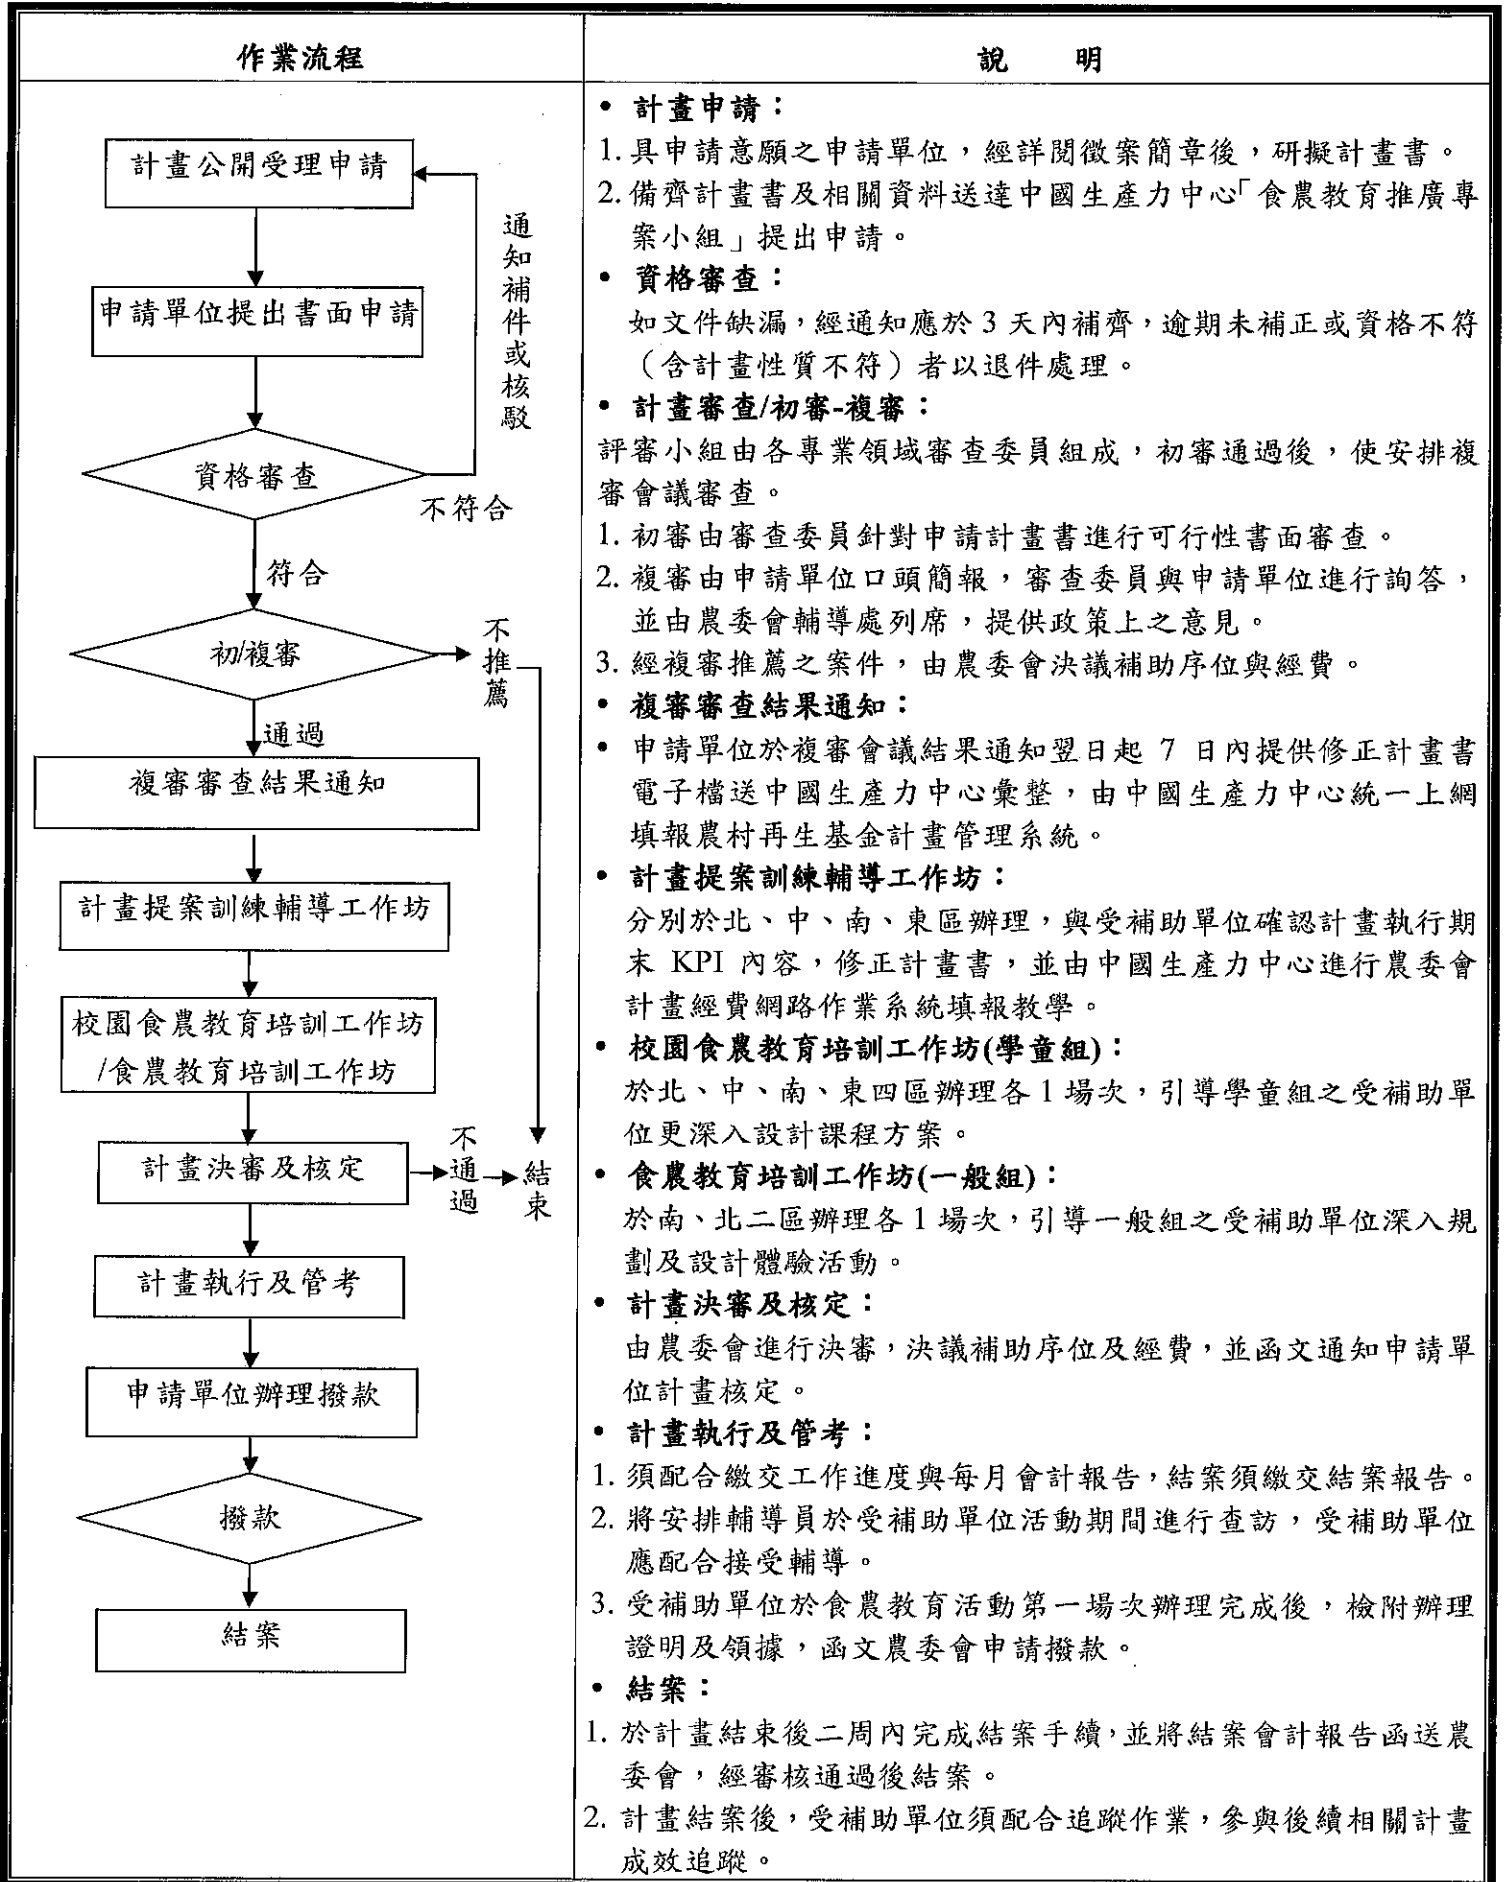 作業流程
計畫公開受理申請
通知補件或核駁
申請單位提出書面申請
資格審查
不符合
符合
初/複審
不推薦
通過
複審審查結果通知
計畫提案訓練輔導工作坊
校園食農教育培訓工作坊
/食農教育培訓工作坊
計畫決審及核定
不通過
結束
計畫執行及管考
申請單位辦理撥款
撥款
結案
說 明
• 計畫申請：
1. 具申請意願之申請單位，經詳閱徵案簡章後，研擬計畫書。
2. 備齊計畫書及相關資料送達中國生產力中心「食農教育推廣專
案小組」提出申請。
• 資格審查：
如文件缺漏，經通知應於 3 天內補齊，逾期未補正或資格不符
（含計畫性質不符）者以退件處理。
• 計畫審查/初審-複審：
評審小組由各專業領域審查委員組成，初審通過後，使安排複
審會議審查。
1. 初審由審查委員針對申請計畫書進行可行性書面審查。
2. 複審由申請單位口頭簡報，審查委員與申請單位進行詢答，
並由農委會輔導處列席，提供政策上之意見。
3. 經複審推薦之案件，由農委會決議補助序位與經費。
• 複審審查結果通知：
• 申請單位於複審會議結果通知翌日起 7 日內提供修正計畫書
電子檔送中國生產力中心彙整，由中國生產力中心統一上網
填報農村再生基金計畫管理系統。
• 計畫提案訓練輔導工作坊：
分別於北、中、南、東區辦理，與受補助單位確認計畫執行期
末 KPI 內容，修正計畫書，並由中國生產力中心進行農委會
計畫經費網路作業系統填報教學。
• 校園食農教育培訓工作坊(學童組)：
於北、中、南、東四區辦理各 1 場次，引導學童組之受補助單
位更深入設計課程方案。
• 食農教育培訓工作坊(一般組)：
於南、北二區辦理各 1 場次，引導一般組之受補助單位深入規
劃及設計體驗活動。
• 計畫決審及核定：
由農委會進行決審，決議補助序位及經費，並函文通知申請單
位計畫核定。
• 計畫執行及管考：
1. 須配合繳交工作進度與每月會計報告，結案須繳交結案報告。
2. 將安排輔導員於受補助單位活動期間進行查訪，受補助單位
應配合接受輔導。
3. 受補助單位於食農教育活動第一場次辦理完成後，檢附辦理
證明及領據，函文農委會申請撥款。
• 結案：
1. 於計畫結束後二周內完成結案手續，並將結案會計報告函送農
委會，經審核通過後結案。
2. 計畫結案後，受補助單位須配合追蹤作業，參與後續相關計畫
成效追蹤。